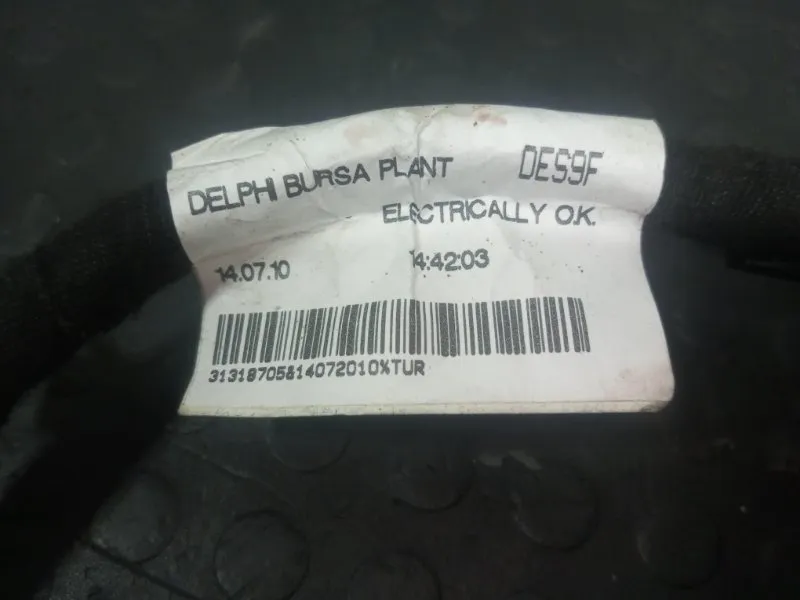 DELPHI BURSA PLANT DES9F
ELECTRICALLY O.K.
14.07.10 14:42:03
31318705814072010%TUR